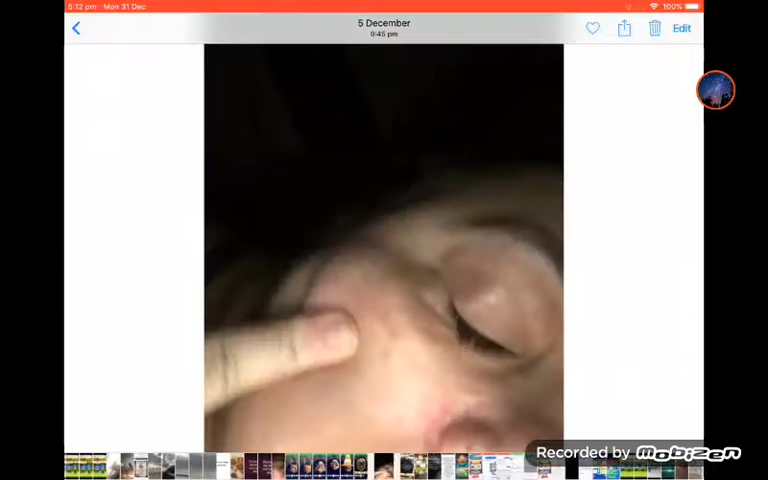 5:12 pm Mon 31 Dec
100%
5 December
9:45 pm
Edit
Recorded by Mobizen